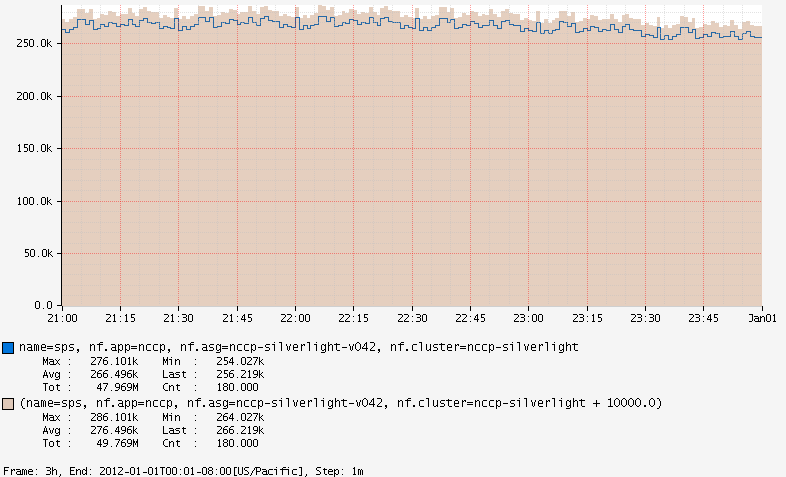 250.0k
200.0k
150.0k
100.0k
50.0k
0.0
21:00 21:15 21:30 21:45 22:00 22:15 22:30 22:45 23:00 23:15 23:30 23:45 Jan01
name=sps, nf.app=nccp, nf.asg=nccp-silverlight-v042, nf.cluster=nccp-silverlight
Max : 276.101k Min : 254.027k
Avg : 266.496k Last : 256.219k
Tot : 47.969M Cnt : 180.000
(name=sps, nf.app=nccp, nf.asg=nccp-silverlight-v042, nf.cluster=nccp-silverlight + 10000.0)
Max : 286.101k Min : 264.027k
Avg : 276.496k Last : 266.219k
Tot : 49.769M Cnt : 180.000
Frame: 3h, End: 2012-01-01T00:01-08:00[US/Pacific], Step: 1m